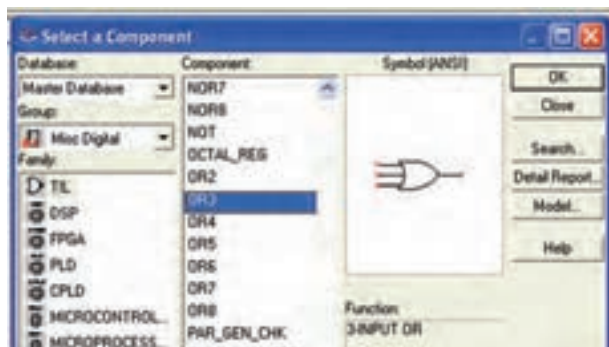 Select a Component
Database:
Master Database
Group:
Misc Digital
Family:
TIL
DSP
FPGA
PLD
CPLD
MICROCONTROL...
MICROPROCESS...
Component:
NOR7
NOR8
NOT
OCTAL_REG
OR2
OR3
OR4
OR5
OR6
OR7
OR8
PAR_GEN_CHK
Symbol (ANSI)
Function:
3-INPUT OR
OK
Close
Search...
Detail Report...
Model...
Help